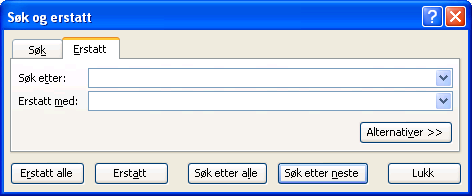 Søk og erstatt
Søk Erstatt
Søk etter:
Erstatt med:
Alternativer >>
Erstatt alle Erstatt Søk etter alle Søk etter neste Lukk